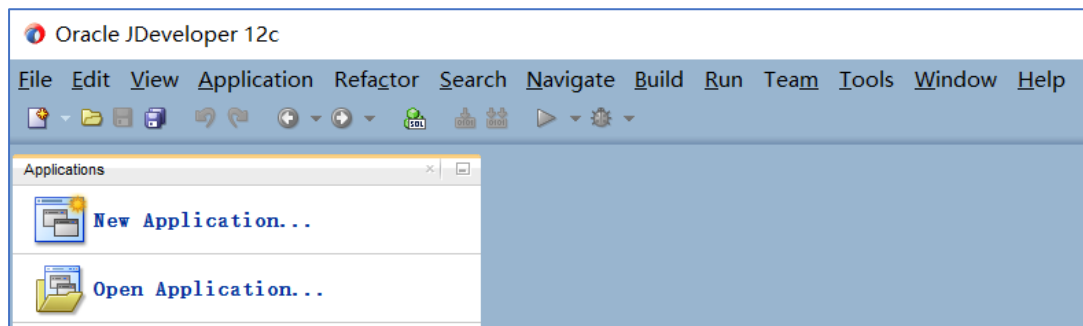 Oracle JDeveloper 12c
File Edit View Application Refactor Search Navigate Build Run Team Tools Window Help
SQL
Applications
New Application...
Open Application...